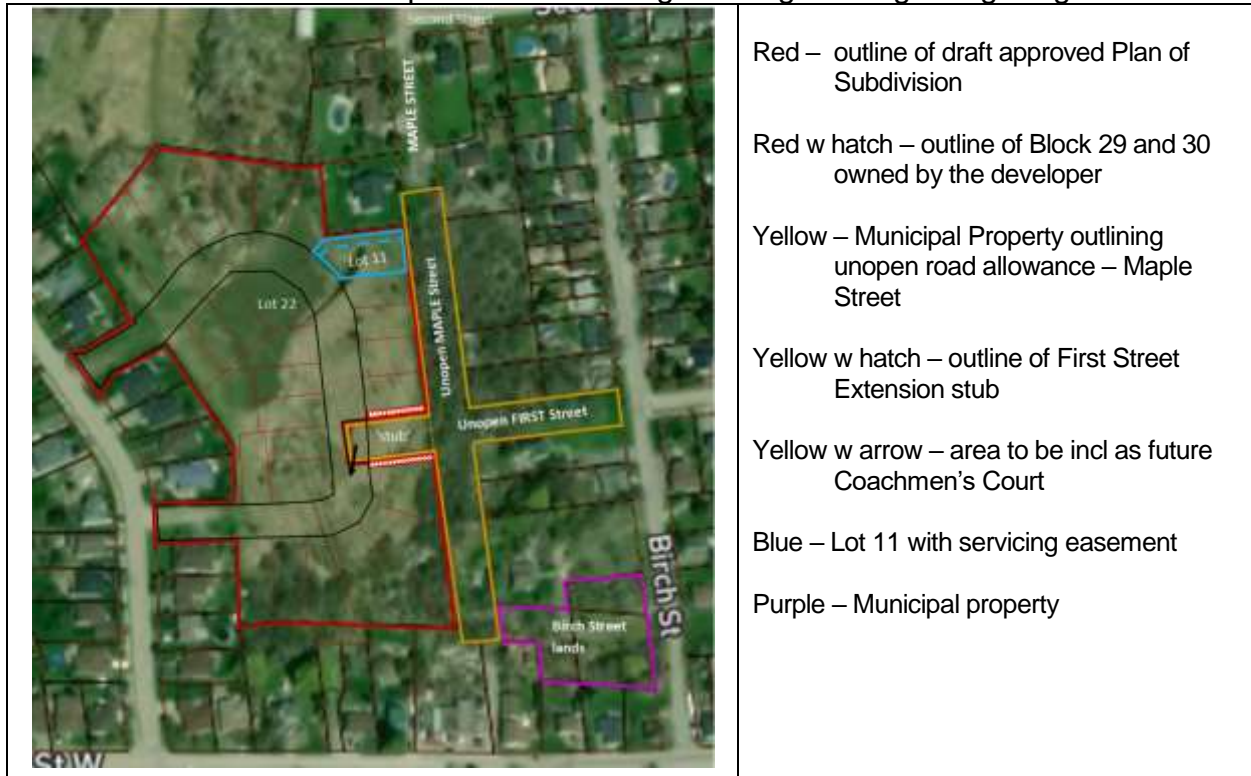 Second Street
MAPLE STREET
Lot 11
Lot 22
Unopen MAPLE Street
Unopen FIRST Street
stub
Birch St
Birch Street
lands
St W
Red – outline of draft approved Plan of
Subdivision
Red w hatch – outline of Block 29 and 30
owned by the developer
Yellow – Municipal Property outlining
unopen road allowance – Maple
Street
Yellow w hatch – outline of First Street
Extension stub
Yellow w arrow – area to be incl as future
Coachmen's Court
Blue – Lot 11 with servicing easement
Purple – Municipal property